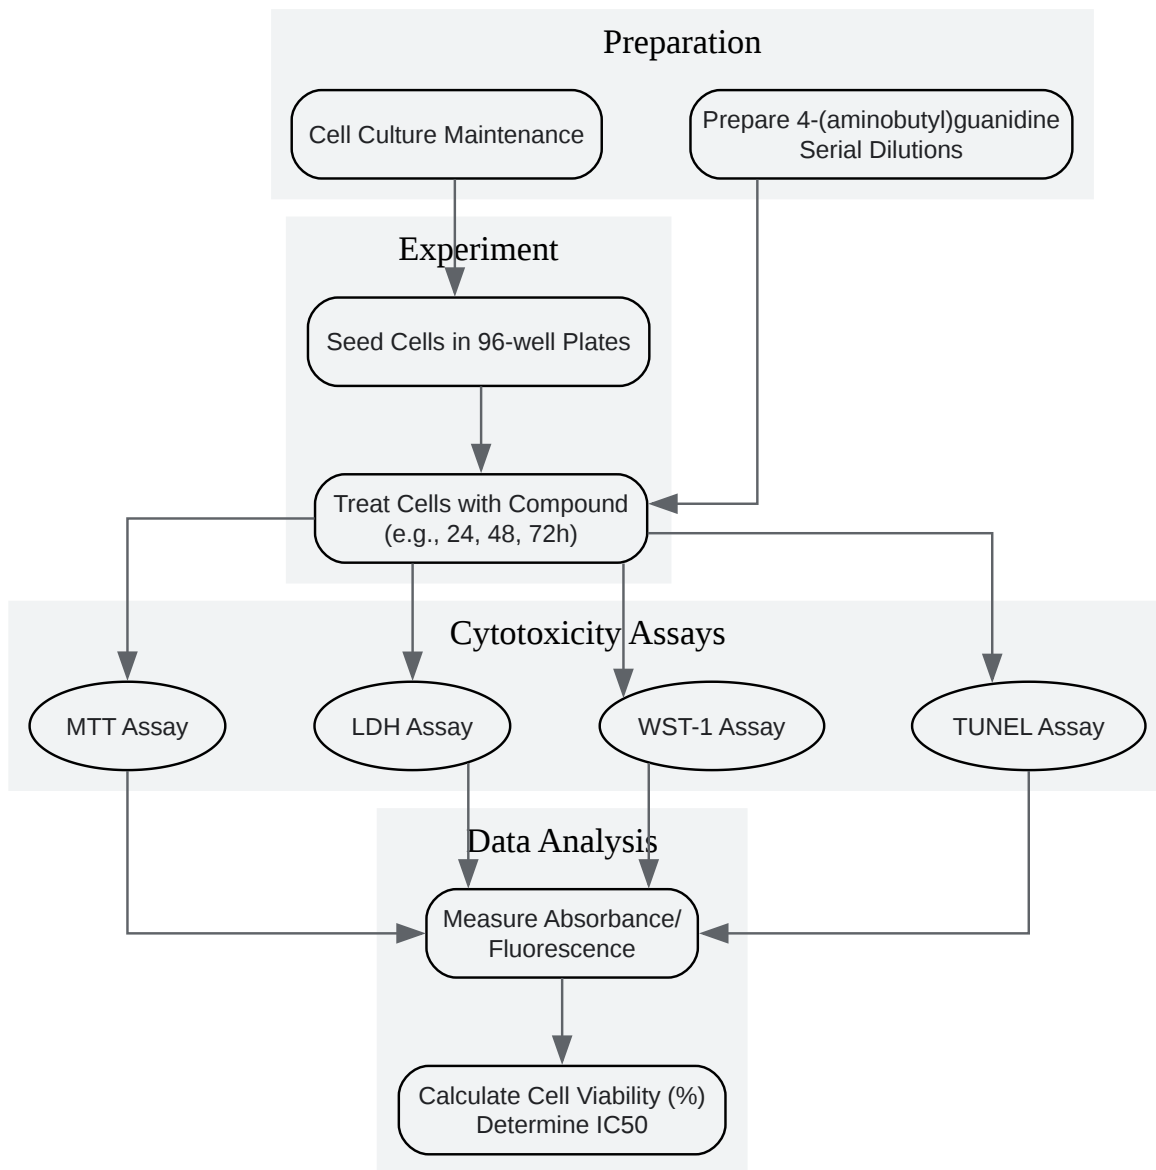 Preparation
Cell Culture Maintenance
Prepare 4-(aminobutyl)guanidine
Serial Dilutions
Experiment
Seed Cells in 96-well Plates
Treat Cells with Compound
(e.g., 24, 48, 72h)
Cytotoxicity Assays
MTT Assay
LDH Assay
WST-1 Assay
TUNEL Assay
Data Analysis
Measure Absorbance/
Fluorescence
Calculate Cell Viability (%)
Determine IC50